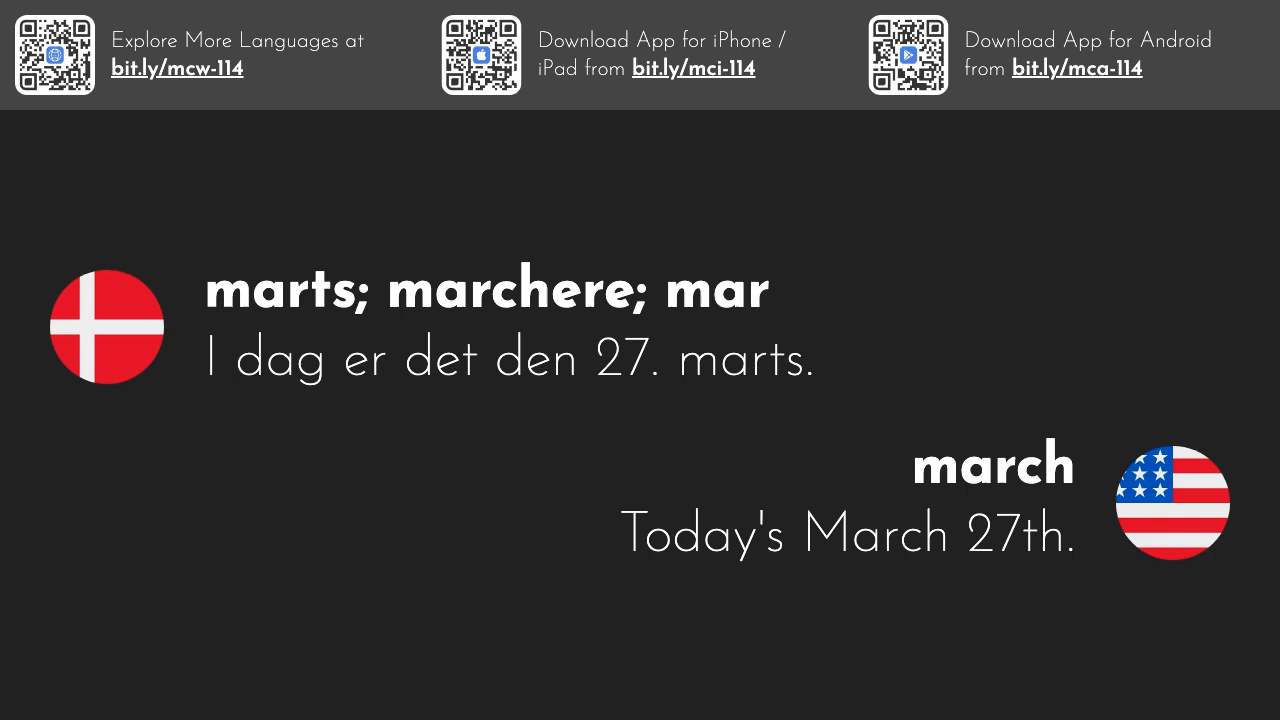 Explore More Languages at
bit.ly/mcw-114
Download App for iPhone /
iPad from bit.ly/mci-114
Download App for Android
from bit.ly/mca-114
marts; marchere; mar
I dag er det den 27. marts.
march
Today's March 27th.